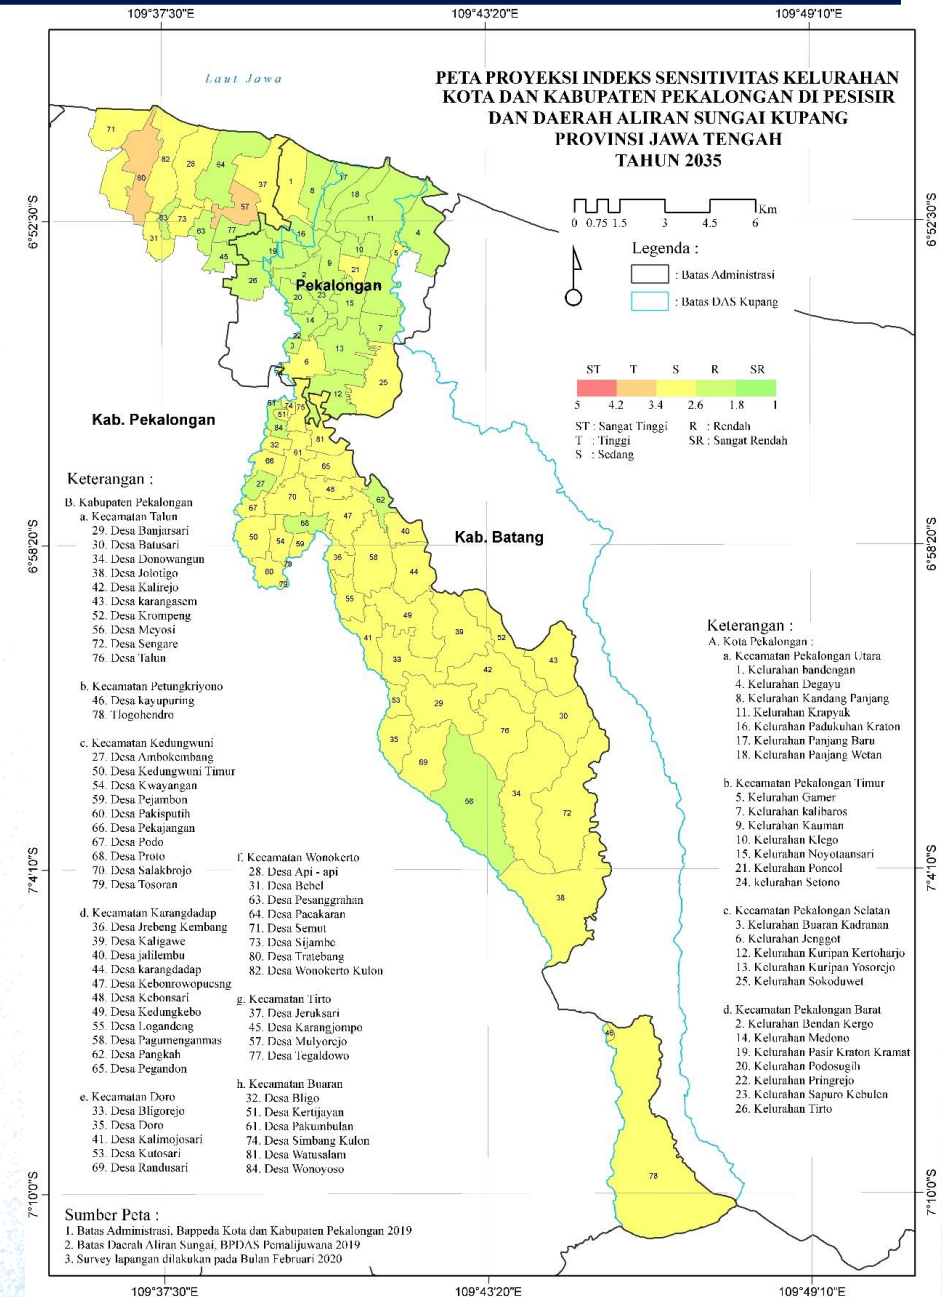 109°37'30"E 109°43'20"E 109°49'10"E
Laut Jawa
PETA PROYEKSI INDEKS SENSITIVITAS KELURAHAN
KOTA DAN KABUPATEN PEKALONGAN DI PESISIR
DAN DAERAH ALIRAN SUNGAI KUPANG
PROVINSI JAWA TENGAH
TAHUN 2035
0 0.75 1.5 3 4.5 6 Km
6°52'30"S
6°52'30"S
Legenda :
: Batas Administrasi
: Batas DAS Kupang
ST T S R SR
5 4.2 3.4 2.6 1.8 1
ST : Sangat Tinggi R : Rendah
T : Tinggi SR : Sangat Rendah
S : Sedang
Pekalongan
Kab. Pekalongan
Kab. Batang
6°58'20"S
6°58'20"S
Keterangan :
B. Kabupaten Pekalongan
a. Kecamatan Talun
29. Desa Banjarsari
30. Desa Batusari
34. Desa Donowangun
38. Desa Jolotigo
42. Desa Kalirejo
43. Desa karangasem
52. Desa Krompeng
56. Desa Meyosi
72. Desa Sengare
76. Desa Talun
b. Kecamatan Petungkriyono
46. Desa kayupuring
78. Tlogohendro
c. Kecamatan Kedungwuni
27. Desa Ambokembang
50. Desa Kedungwuni Timur
54. Desa Kwayangan
59. Desa Pejambon
60. Desa Pakisputih
66. Desa Pekajangan
67. Desa Podo
68. Desa Proto
70. Desa Salakbrojo
79. Desa Tosoran
d. Kecamatan Karangdadap
36. Desa Jrebeng Kembang
39. Desa Kaligawe
40. Desa jalilembu
44. Desa karangdadap
47. Desa Kebonrowopucsng
48. Desa Kebonsari
49. Desa Kedungkebo
55. Desa Logandeng
58. Desa Pagumenganmas
62. Desa Pangkah
65. Desa Pegandon
e. Kecamatan Doro
33. Desa Bligorejo
35. Desa Doro
41. Desa Kalimojosari
53. Desa Kutosari
69. Desa Randusari
f. Kecamatan Wonokerto
28. Desa Api - api
31. Desa Bebel
63. Desa Pesanggrahan
64. Desa Pacakaran
71. Desa Semut
73. Desa Sijambe
80. Desa Tratebang
82. Desa Wonokerto Kulon
g. Kecamatan Tirto
37. Desa Jeruksari
45. Desa Karangjompo
57. Desa Mulyorejo
77. Desa Tegaldowo
h. Kecamatan Buaran
32. Desa Bligo
51. Desa Kertijayan
61. Desa Pakumbulan
74. Desa Simbang Kulon
81. Desa Watusalam
84. Desa Wonoyoso
Keterangan :
A. Kota Pekalongan :
a. Kecamatan Pekalongan Utara
1. Kelurahan bandengan
4. Kelurahan Degayu
8. Kelurahan Kandang Panjang
11. Kelurahan Krapyak
16. Kelurahan Padukuhan Kraton
17. Kelurahan Panjang Baru
18. Kelurahan Panjang Wetan
b. Kecamatan Pekalongan Timur
5. Kelurahan Gamer
7. Kelurahan kalibaros
9. Kelurahan Kauman
10. Kelurahan Klego
15. Kelurahan Noyotaansari
21. Kelurahan Poncol
24. kelurahan Setono
c. Kecamatan Pekalongan Selatan
3. Kelurahan Buaran Kadranan
6. Kelurahan Jenggot
12. Kelurahan Kuripan Kertoharjo
13. Kelurahan Kuripan Yosorejo
25. Kelurahan Sokoduwet
d. Kecamatan Pekalongan Barat
2. Kelurahan Bendan Kergo
14. Kelurahan Medono
19. Kelurahan Pasir Kraton Kramat
20. Kelurahan Podosugih
22. Kelurahan Pringrejo
23. Kelurahan Sapuro Kebulen
26. Kelurahan Tirto
7°4'10"S
7°4'10"S
7°10'0"S
7°10'0"S
Sumber Peta :
1. Batas Administrasi, Bappeda Kota dan Kabupaten Pekalongan 2019
2. Batas Daerah Aliran Sungai, BPDAS Pemalijuwana 2019
3. Survey lapangan dilakukan pada Bulan Februari 2020
109°37'30"E 109°43'20"E 109°49'10"E